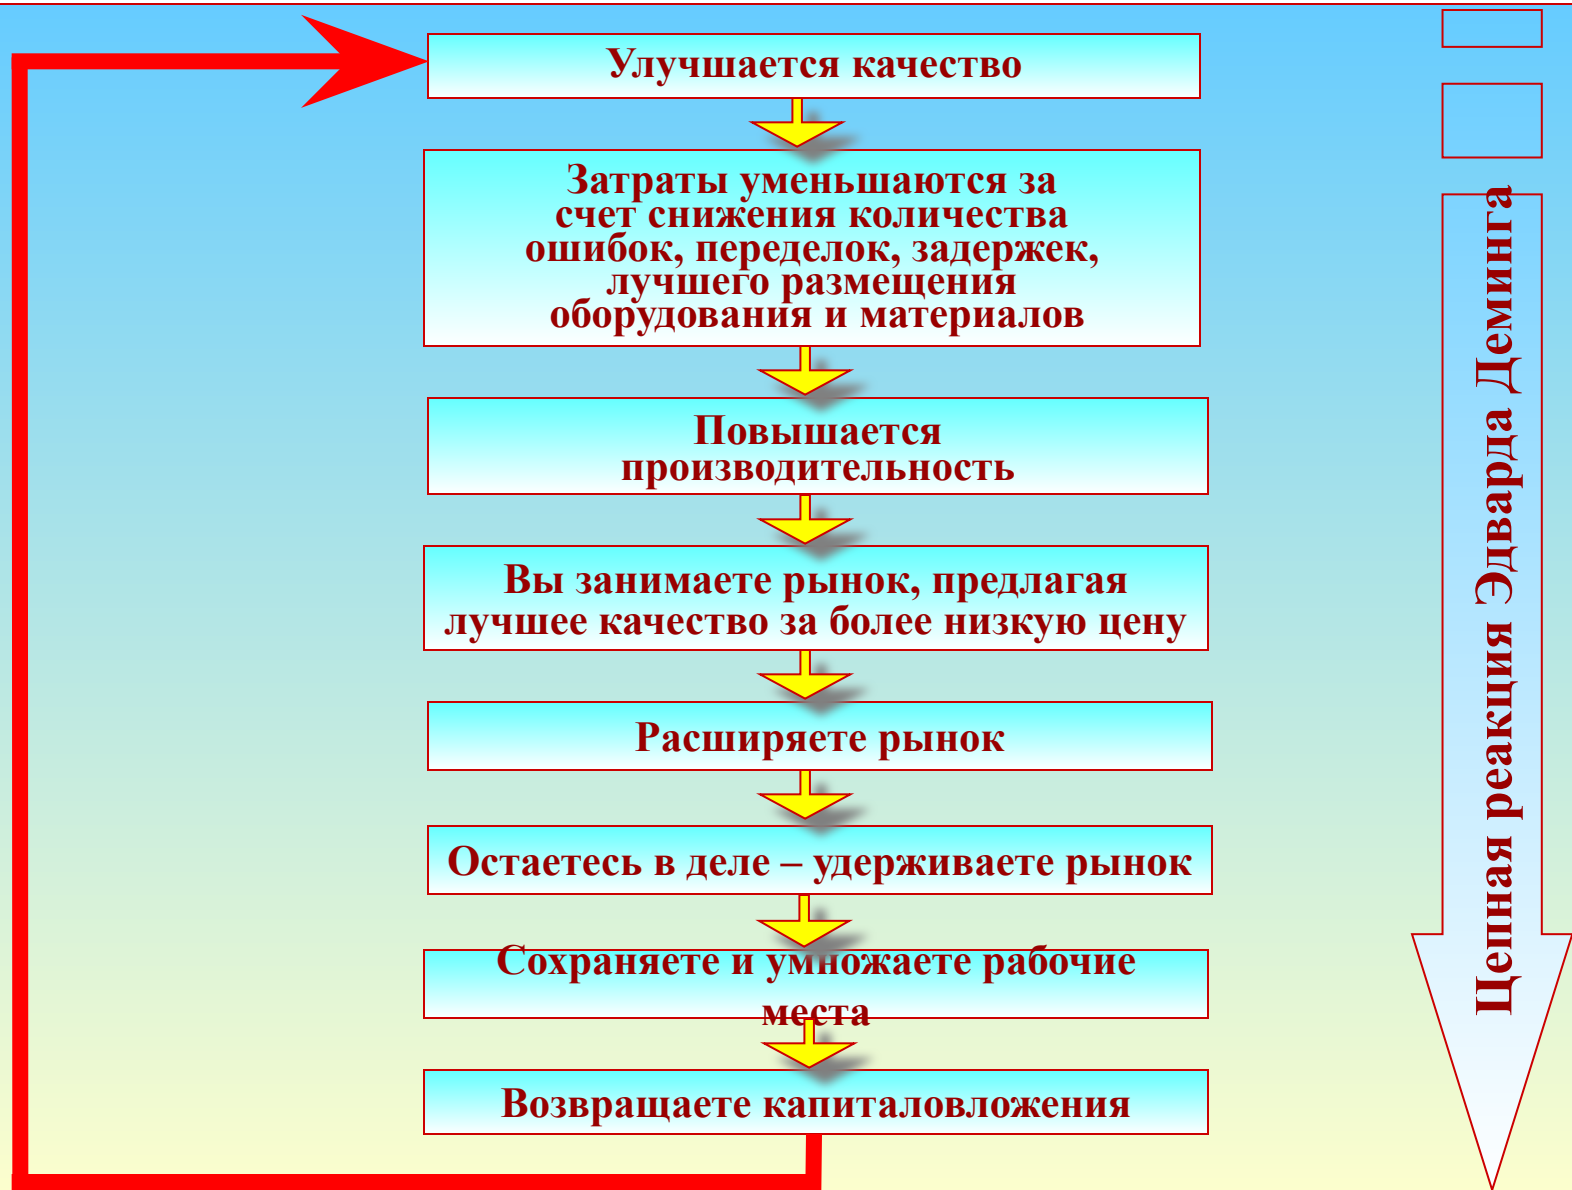 Улучшается качество
Затраты уменьшаются за
счет снижения количества
ошибок, переделок, задержек,
лучшего размещения
оборудования и материалов
Повышается
производительность
Вы занимаете рынок, предлагая
лучшее качество за более низкую цену
Расширяете рынок
Остаетесь в деле – удерживаете рынок
Сохраняете и умножаете рабочие
места
Возвращаете капиталовложения
Цепная реакция Эдварда Деминга